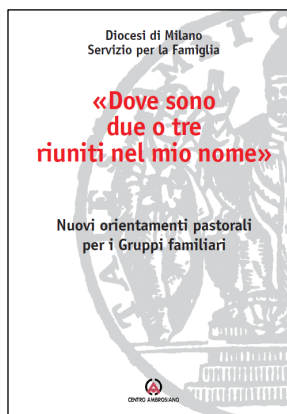 Diocesi di Milano
Servizio per la Famiglia
«Dove sono
due o tre
riuniti nel mio nome»
Nuovi orientamenti pastorali
per i Gruppi familiari
CENTRO AMBROSIANO